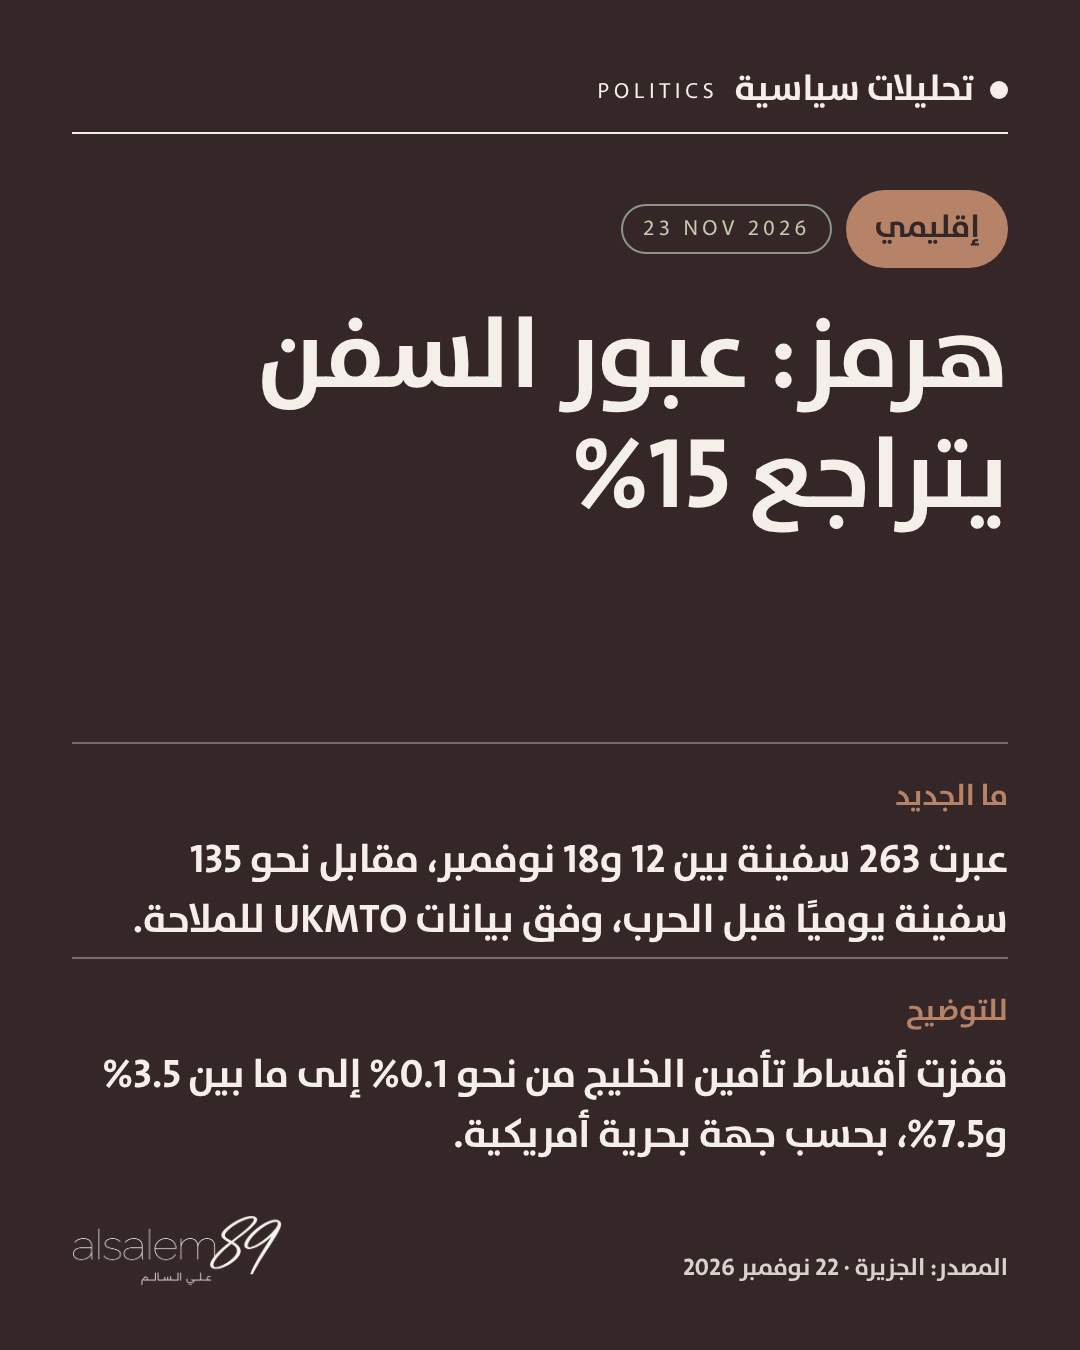 تحليلات سياسية POLITICS
إقليمي 23 NOV 2026
هرمز: عبور السفن
يتراجع 15%
ما الجديد
عبرت 263 سفينة بين 12 و18 نوفمبر، مقابل نحو 135
سفينة يوميًا قبل الحرب، وفق بيانات UKMTO للملاحة.
للتوضيح
قفزت أقساط تأمين الخليج من نحو 0.1% إلى ما بين 3.5%
و7.5%، بحسب جهة بحرية أمريكية.
المصدر: الجزيرة · 22 نوفمبر 2026
alsalem89
علي السالم